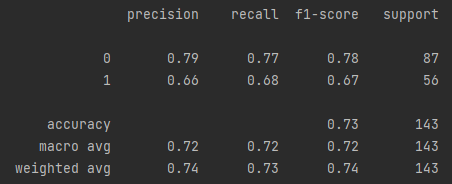 precision recall f1-score support
0 0.79 0.77 0.78 87
1 0.66 0.68 0.67 56
accuracy 0.73 143
macro avg 0.72 0.72 0.72 143
weighted avg 0.74 0.73 0.74 143